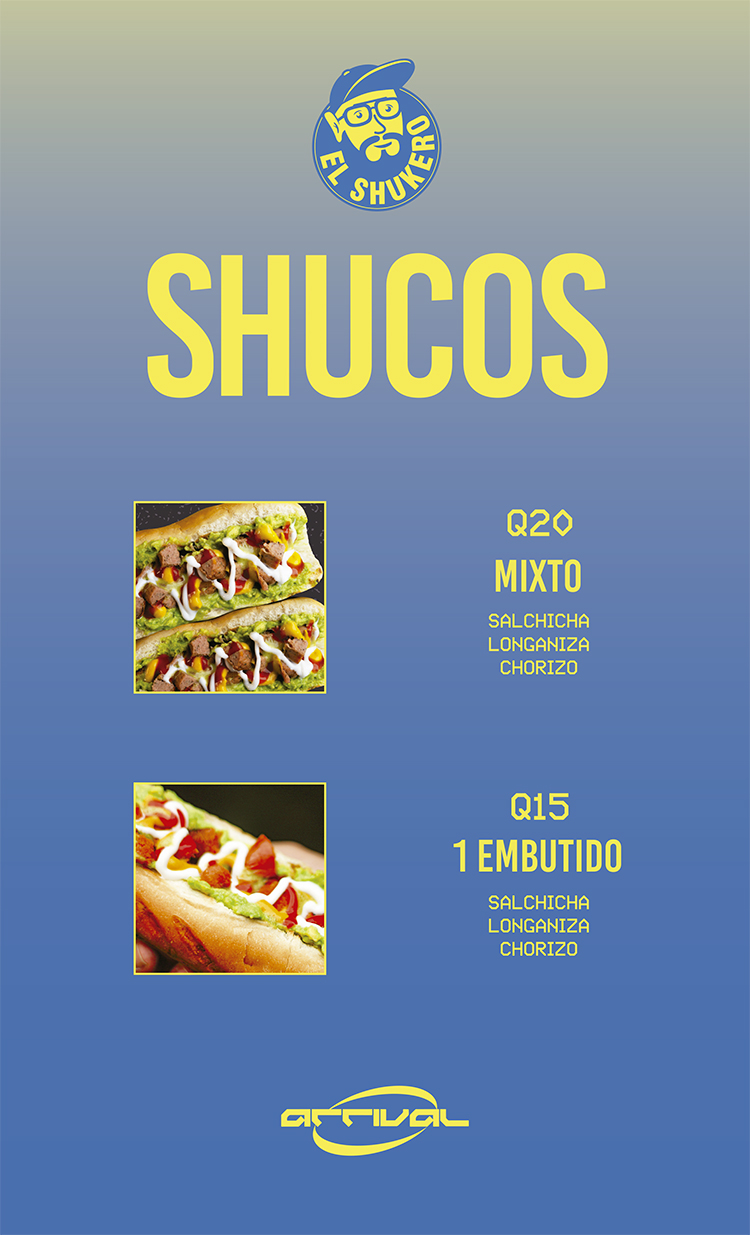 EL SHUKERO
SHUCOS
Q20
MIXTO
SALCHICHA
LONGANIZA
CHORIZO
Q15
1 EMBUTIDO
SALCHICHA
LONGANIZA
CHORIZO
arrival